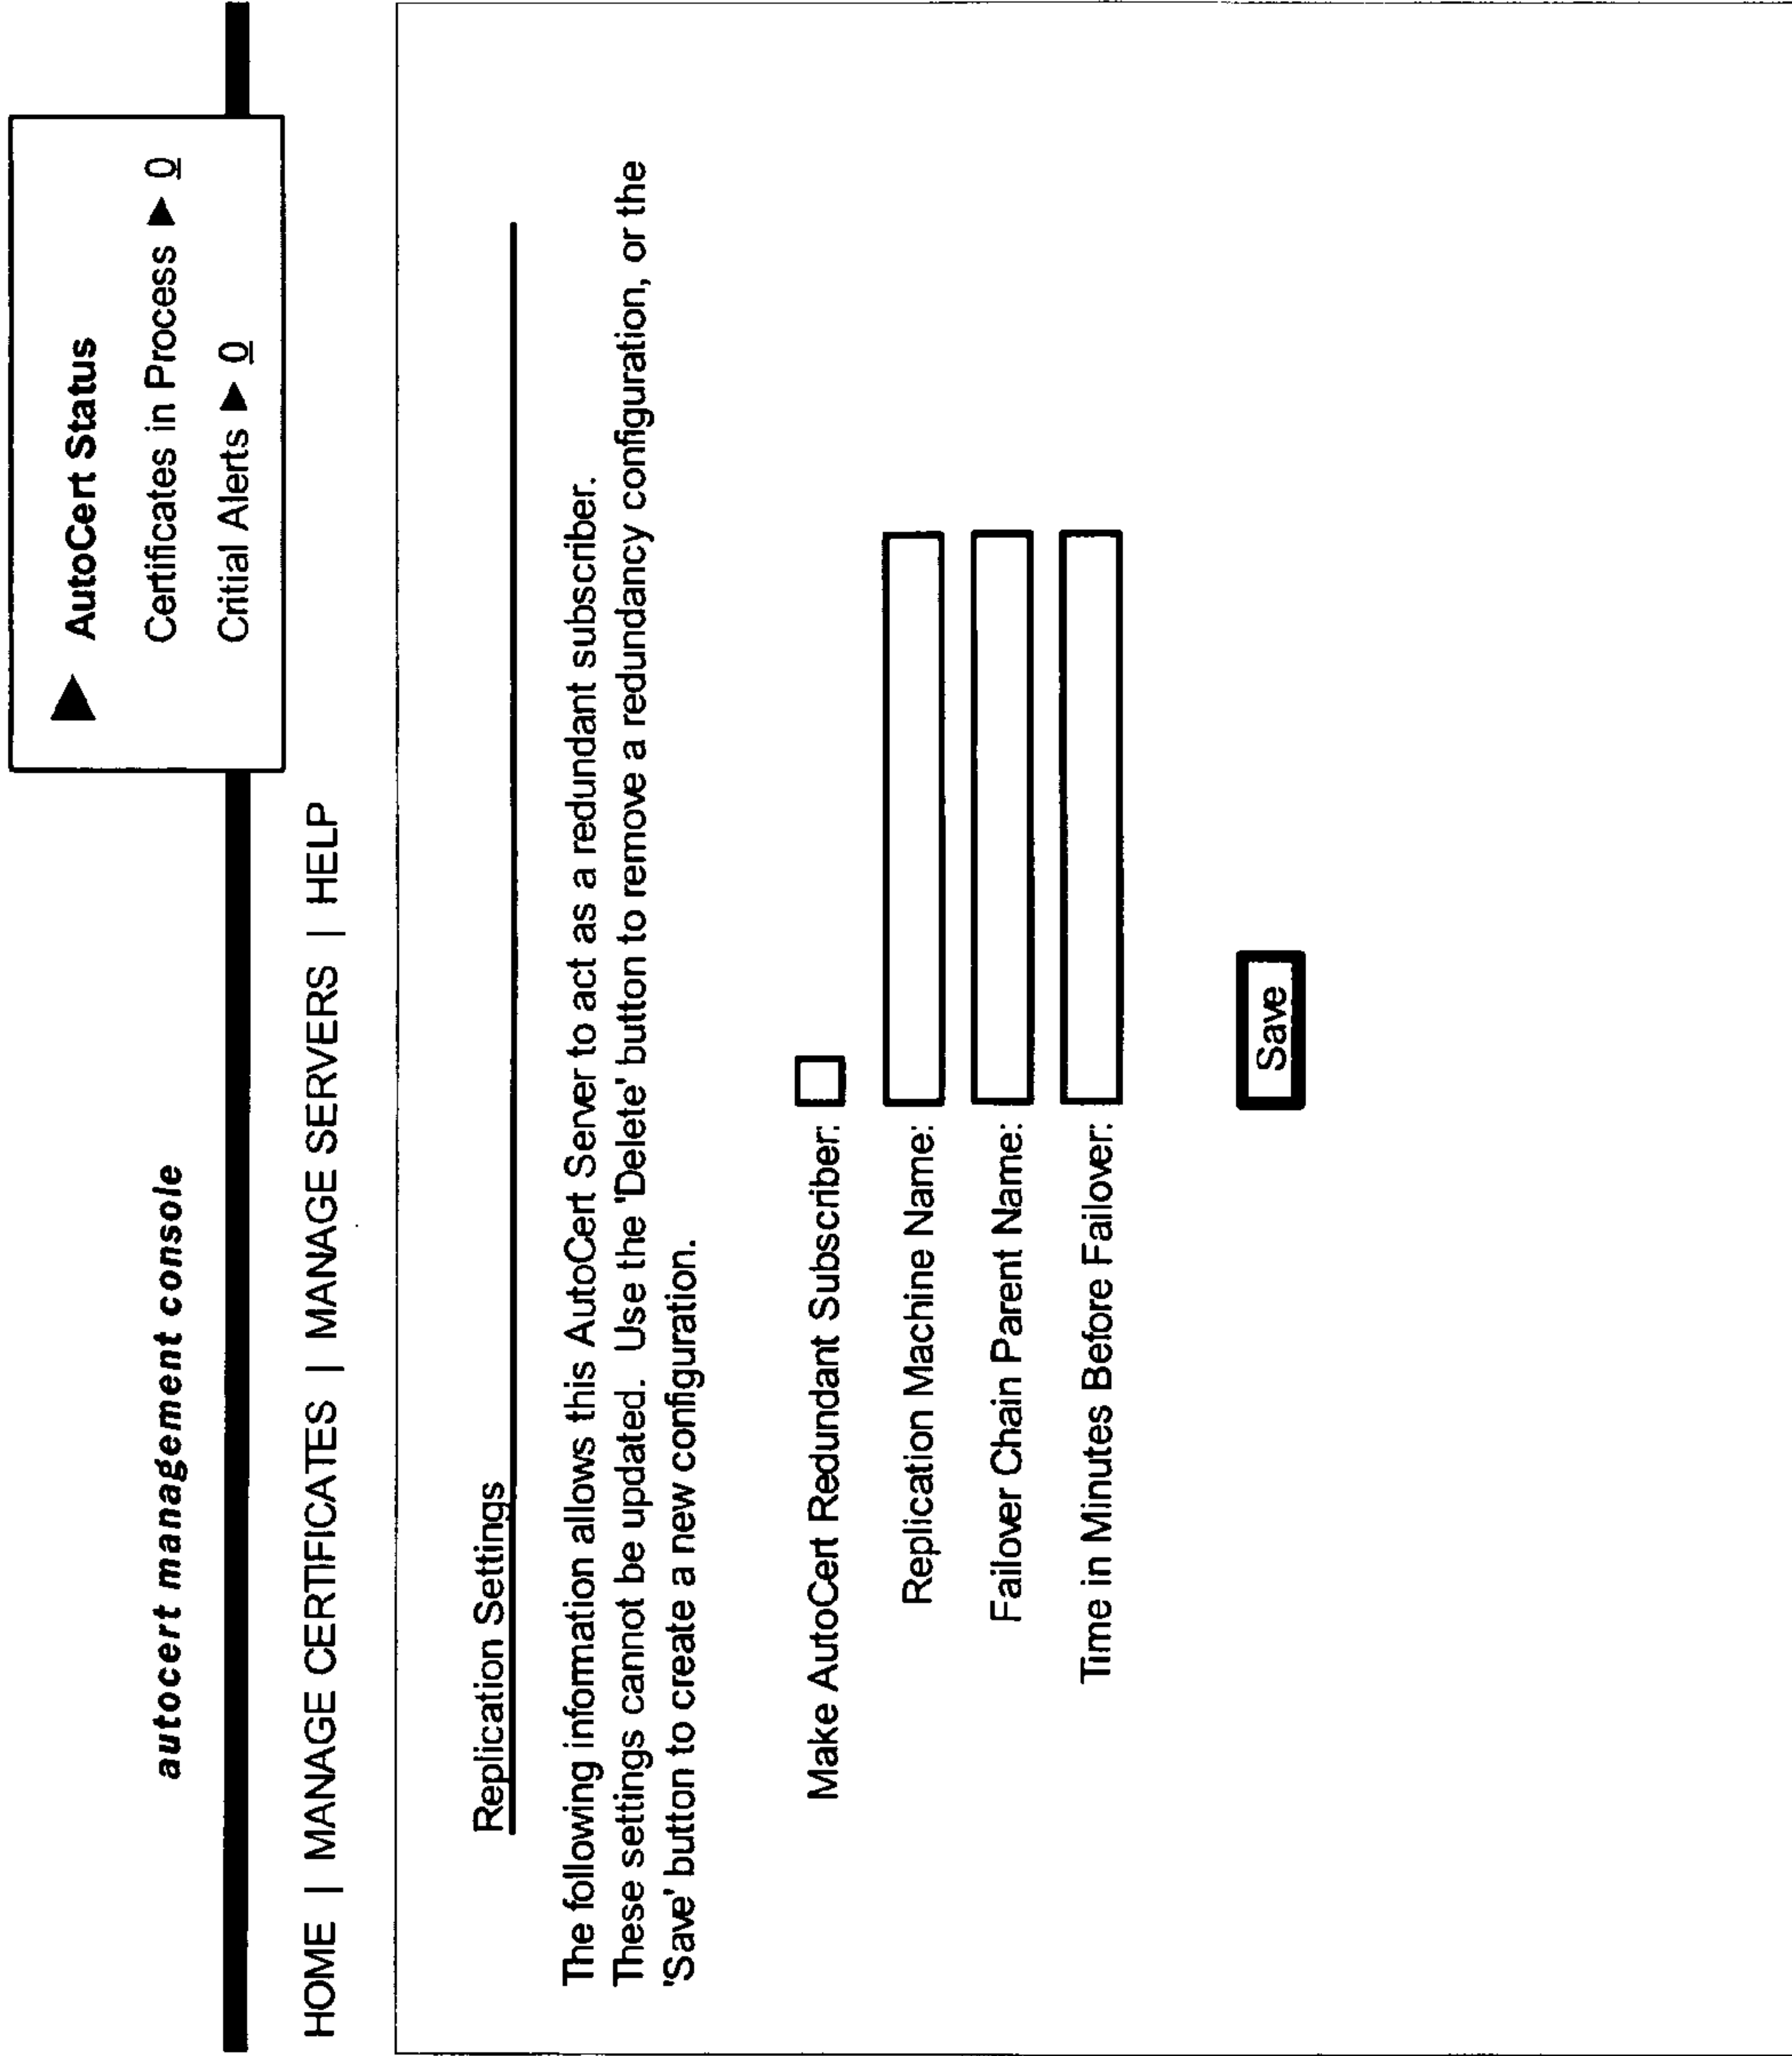 autocert management console
▶ AutoCert Status
Certificates in Process ▶ 0
Critial Alerts ▶ 0
HOME | MANAGE CERTIFICATES | MANAGE SERVERS | HELP
Replication Settings
The following information allows this AutoCert Server to act as a redundant subscriber.
These settings cannot be updated. Use the 'Delete' button to remove a redundancy configuration, or the
'Save' button to create a new configuration.
Make AutoCert Redundant Subscriber:
Replication Machine Name:
Failover Chain Parent Name:
Time in Minutes Before Failover:
Save